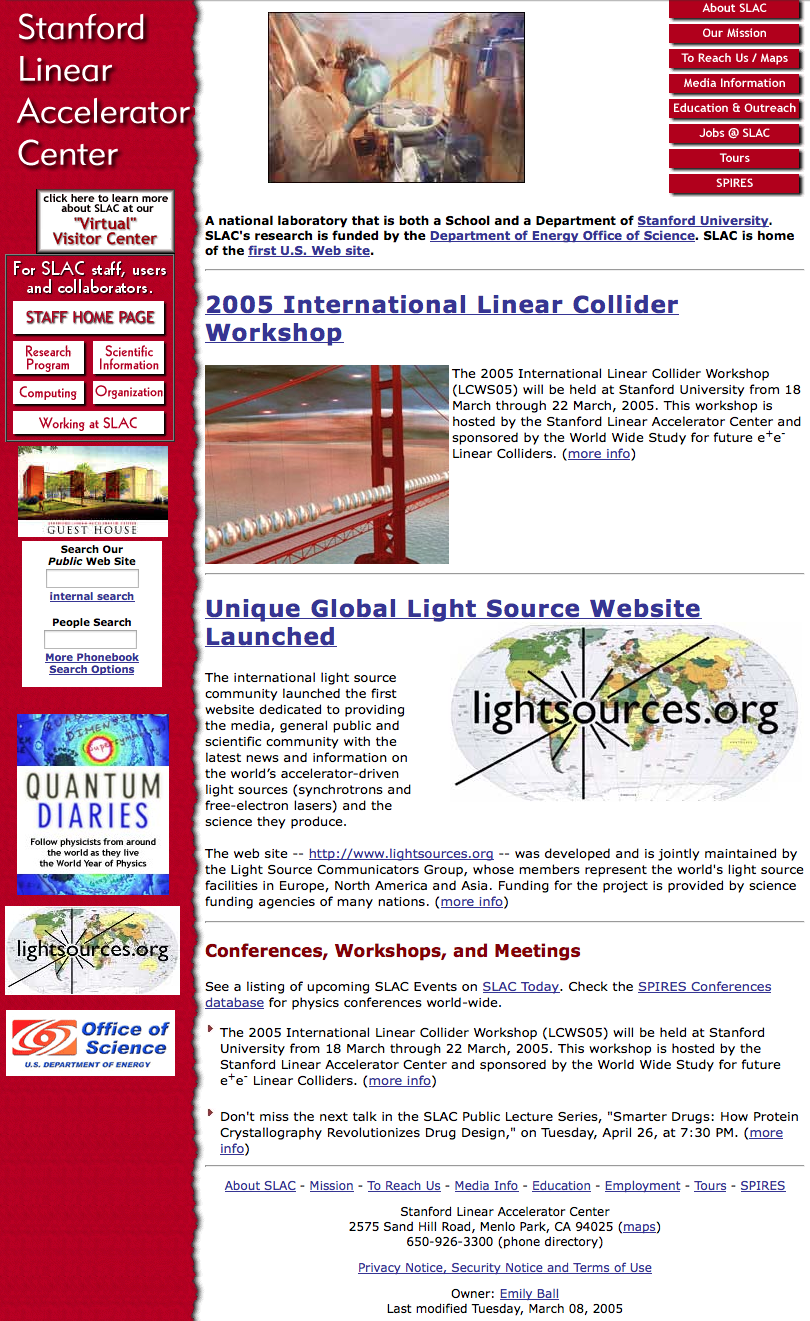 Stanford
Linear
Accelerator
Center
click here to learn more
about SLAC at our
"Virtual"
Visitor Center
For SLAC staff, users
and collaborators.
STAFF HOME PAGE
Research
Program
Scientific
Information
Computing
Organization
Working at SLAC
GUEST HOUSE
Search Our
Public Web Site
internal search
People Search
More Phonebook
Search Options
QUANTUM
DIARIES
Follow physicists from around
the world as they live
the World Year of Physics
lightsources.org
Office of
Science
U.S. DEPARTMENT OF ENERGY
About SLAC
Our Mission
To Reach Us / Maps
Media Information
Education & Outreach
Jobs @ SLAC
Tours
SPIRES
A national laboratory that is both a School and a Department of Stanford University.
SLAC's research is funded by the Department of Energy Office of Science. SLAC is home
of the first U.S. Web site.
2005 International Linear Collider
Workshop
The 2005 International Linear Collider Workshop
(LCWS05) will be held at Stanford University from 18
March through 22 March, 2005. This workshop is
hosted by the Stanford Linear Accelerator Center and
sponsored by the World Wide Study for future e+e-
Linear Colliders. (more info)
Unique Global Light Source Website
Launched
lightsources.org
The international light source
community launched the first
website dedicated to providing
the media, general public and
scientific community with the
latest news and information on
the world’s accelerator-driven
light sources (synchrotrons and
free-electron lasers) and the
science they produce.
The web site -- http://www.lightsources.org -- was developed and is jointly maintained by
the Light Source Communicators Group, whose members represent the world's light source
facilities in Europe, North America and Asia. Funding for the project is provided by science
funding agencies of many nations. (more info)
Conferences, Workshops, and Meetings
See a listing of upcoming SLAC Events on SLAC Today. Check the SPIRES Conferences
database for physics conferences world-wide.
The 2005 International Linear Collider Workshop (LCWS05) will be held at Stanford
University from 18 March through 22 March, 2005. This workshop is hosted by the
Stanford Linear Accelerator Center and sponsored by the World Wide Study for future
e+e- Linear Colliders. (more info)
Don't miss the next talk in the SLAC Public Lecture Series, "Smarter Drugs: How Protein
Crystallography Revolutionizes Drug Design," on Tuesday, April 26, at 7:30 PM. (more
info)
About SLAC - Mission - To Reach Us - Media Info - Education - Employment - Tours - SPIRES
Stanford Linear Accelerator Center
2575 Sand Hill Road, Menlo Park, CA 94025 (maps)
650-926-3300 (phone directory)
Privacy Notice, Security Notice and Terms of Use
Owner: Emily Ball
Last modified Tuesday, March 08, 2005